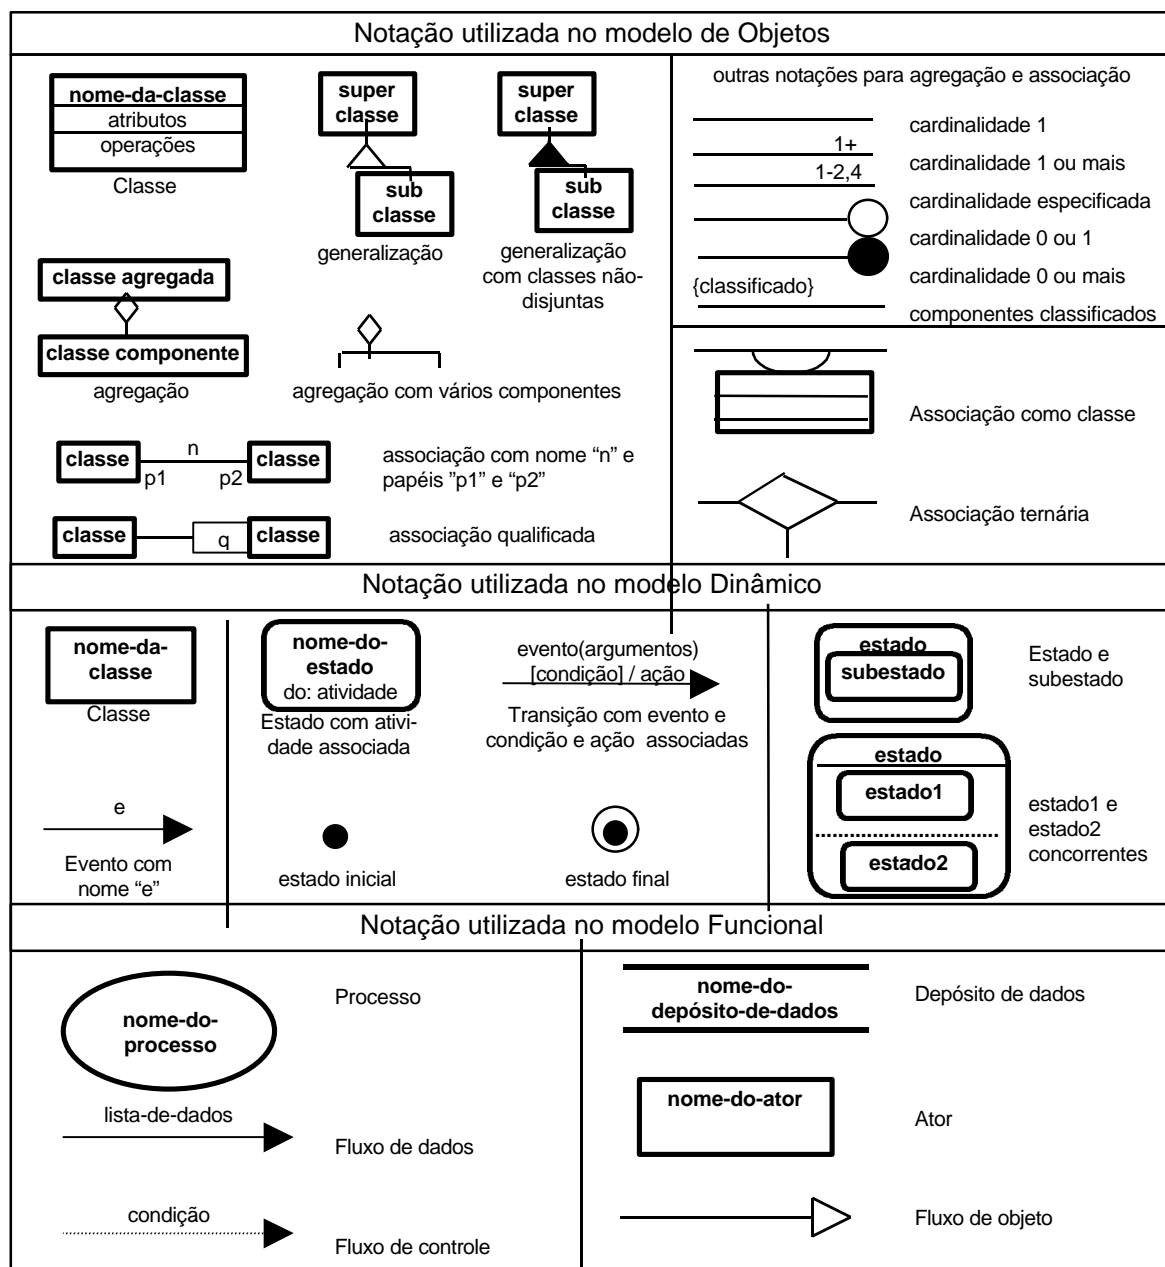 Notação utilizada no modelo de Objetos
nome-da-classe
atributos
operações
Classe
super
classe
sub
classe
generalização
super
classe
sub
classe
generalização
com classes não-
disjuntas
classe agregada
classe componente
agregação
agregação com vários componentes
classe
n
p1
p2
classe
associação com nome “n” e
papéis ”p1” e “p2”
classe
q
classe
associação qualificada
outras notações para agregação e associação
cardinalidade 1
1+
cardinalidade 1 ou mais
1-2,4
cardinalidade especificada
cardinalidade 0 ou 1
cardinalidade 0 ou mais
{classificado}
componentes classificados
Associação como classe
Associação ternária
Notação utilizada no modelo Dinâmico
nome-da-
classe
Classe
e
Evento com
nome “e”
nome-do-
estado
do: atividade
Estado com ativi-
dade associada
evento(argumentos)
[condição] / ação
Transição com evento e
condição e ação associadas
estado inicial
estado final
estado
subestado
Estado e
subestado
estado
estado1
estado2
estado1 e
estado2
concorrentes
Notação utilizada no modelo Funcional
nome-do-
processo
Processo
lista-de-dados
Fluxo de dados
condição
Fluxo de controle
nome-do-
depósito-de-dados
Depósito de dados
nome-do-ator
Ator
Fluxo de objeto